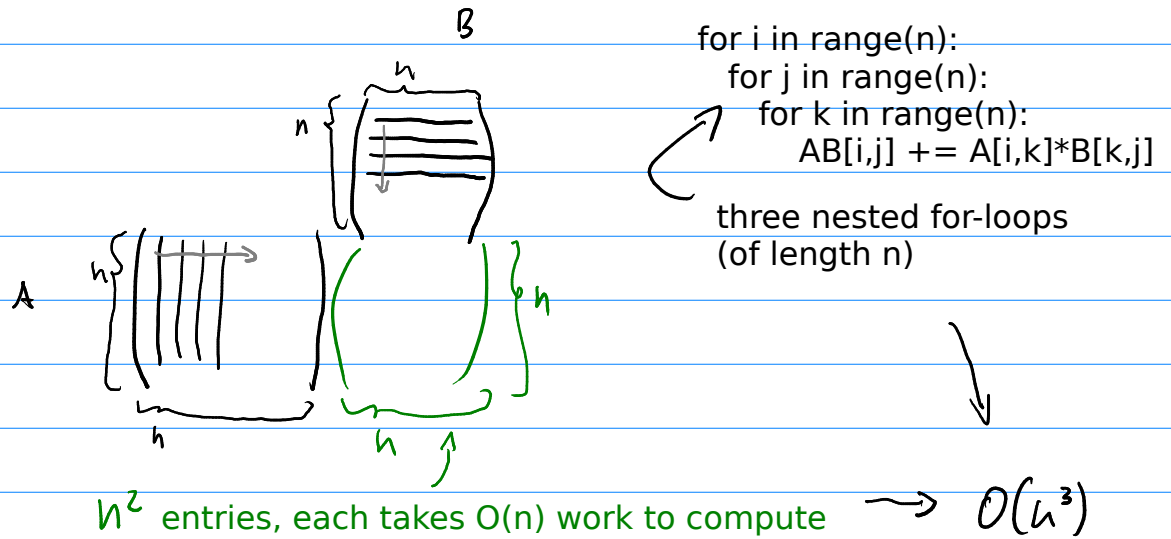 B
for i in range(n):
n
for j in range(n):
n
for k in range(n):
AB[i,j] += A[i,k]*B[k,j]
three nested for-loops
(of length n)
n
A
n
n
n
n² entries, each takes O(n) work to compute
O(n³)